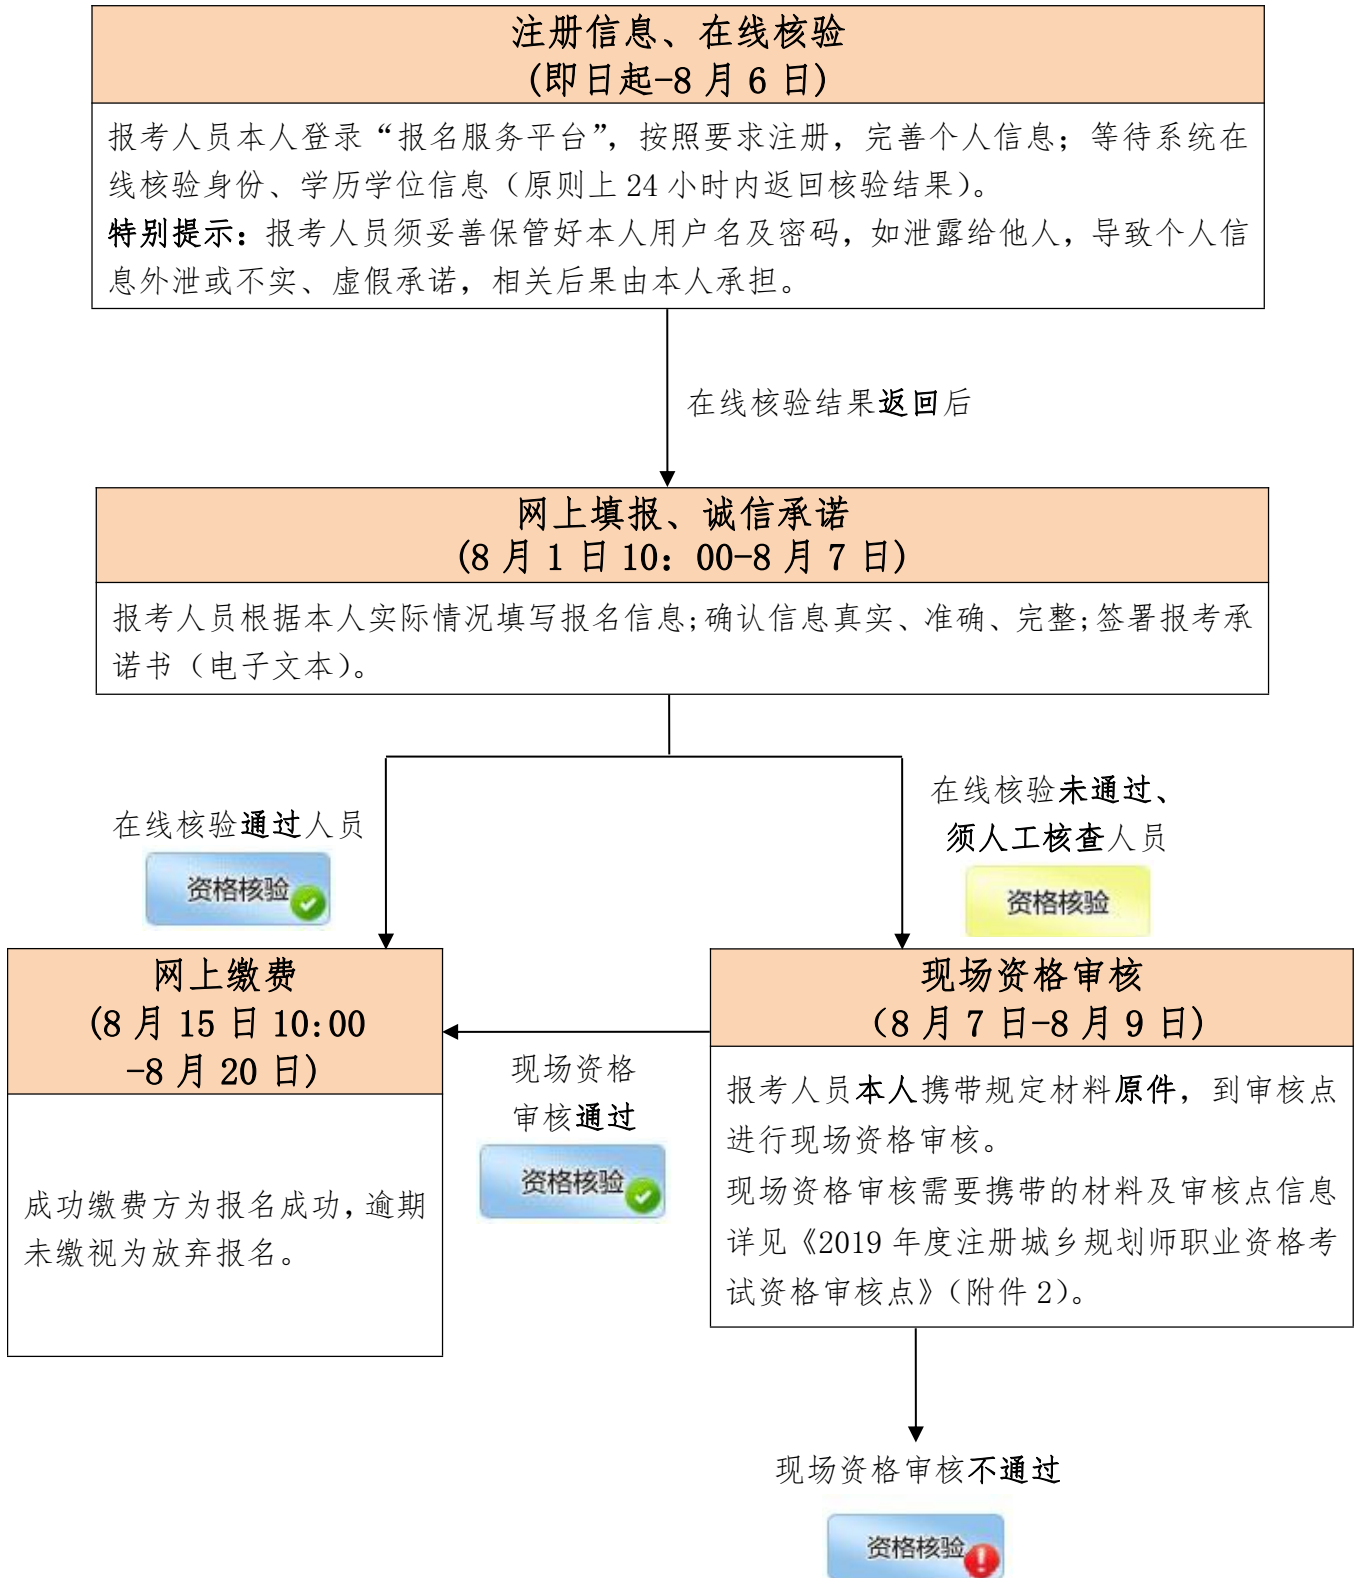 注册信息、在线核验
(即日起-8 月 6 日)
报考人员本人登录“报名服务平台”，按照要求注册，完善个人信息；等待系统在
线核验身份、学历学位信息（原则上 24 小时内返回核验结果）。
特别提示：报考人员须妥善保管好本人用户名及密码，如泄露给他人，导致个人信
息外泄或不实、虚假承诺，相关后果由本人承担。
在线核验结果返回后
网上填报、诚信承诺
(8 月 1 日 10：00-8 月 7 日)
报考人员根据本人实际情况填写报名信息;确认信息真实、准确、完整;签署报考承
诺书（电子文本）。
在线核验通过人员
资格核验
在线核验未通过、
须人工核查人员
资格核验
网上缴费
(8 月 15 日 10:00
-8 月 20 日)
成功缴费方为报名成功,逾期
未缴视为放弃报名。
现场资格
审核通过
资格核验
现场资格审核
（8 月 7 日-8 月 9 日)
报考人员本人携带规定材料原件，到审核点
进行现场资格审核。
现场资格审核需要携带的材料及审核点信息
详见《2019 年度注册城乡规划师职业资格考
试资格审核点》（附件 2）。
现场资格审核不通过
资格核验